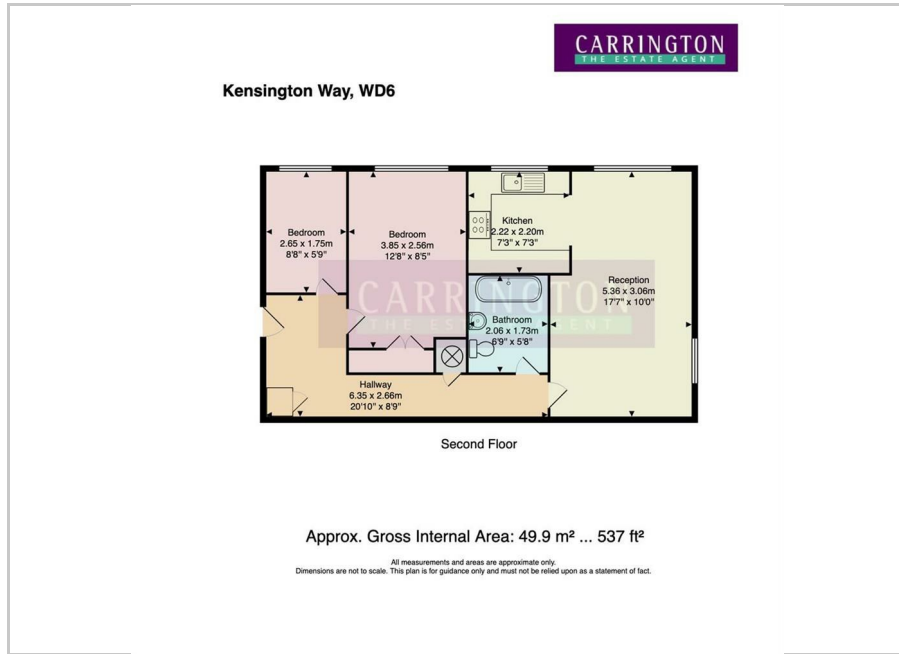 CARRINGTON
THE ESTATE AGENT
Kensington Way, WD6
Bedroom
2.65 x 1.75m
8'8" x 5'9"
Bedroom
3.85 x 2.56m
12'8" x 8'5"
Kitchen
2.22 x 2.20m
7'3" x 7'3"
Reception
5.36 x 3.06m
17'7" x 10'0"
CARRINGTON
THE ESTATE AGENT
Bathroom
2.06 x 1.73m
6'9" x 5'8"
Hallway
6.35 x 2.66m
20'10" x 8'9"
Second Floor
Approx. Gross Internal Area: 49.9 m² ... 537 ft²
All measurements and areas are approximate only.
Dimensions are not to scale. This plan is for guidance only and must not be relied upon as a statement of fact.